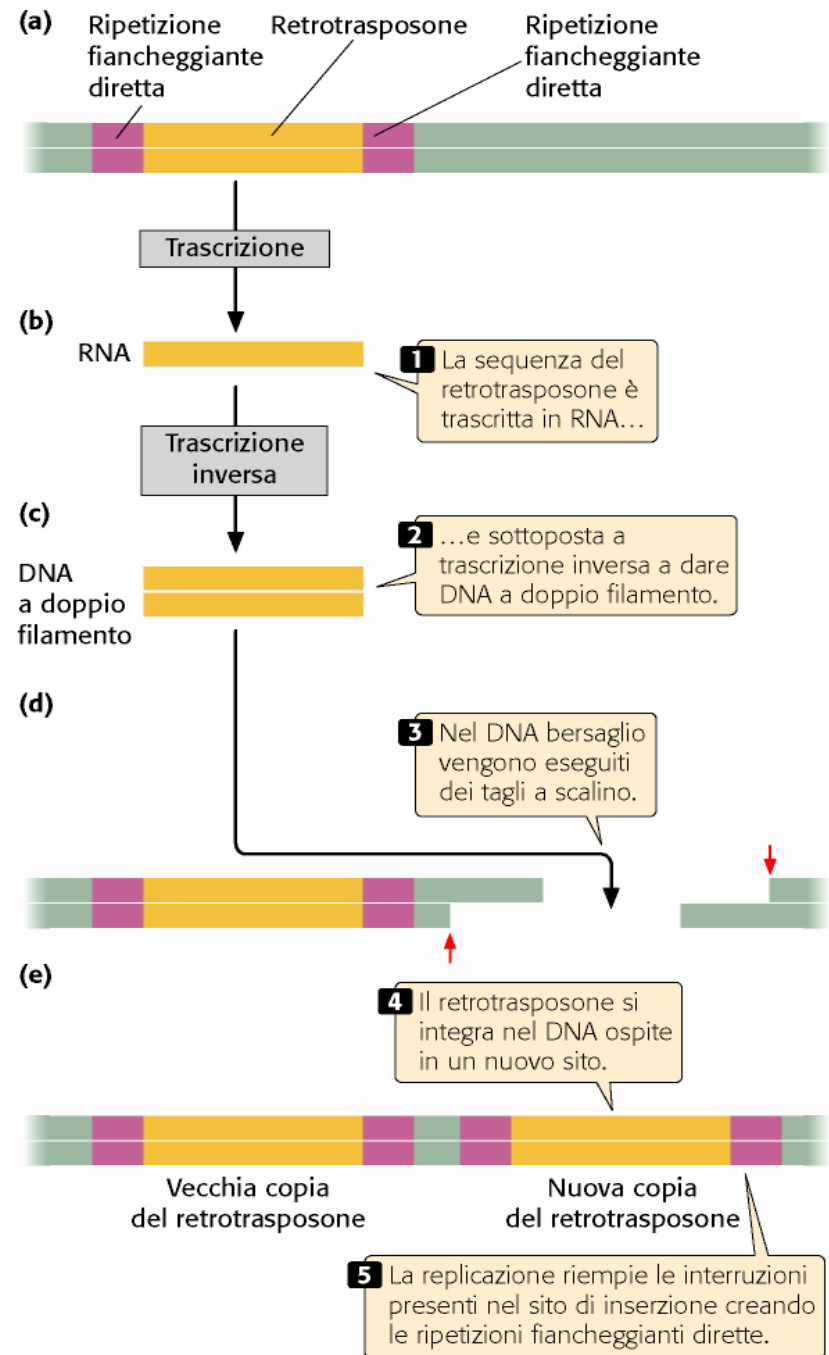 (a)
Ripetizione
fiancheggiante
diretta
Retrotrasposone
Ripetizione
fiancheggiante
diretta
Trascrizione
(b)
RNA
1 La sequenza del
retrotrasposone è
trascritta in RNA...
Trascrizione
inversa
(c)
DNA
a doppio
filamento
2 ...e sottoposta a
trascrizione inversa a dare
DNA a doppio filamento.
(d)
3 Nel DNA bersaglio
vengono eseguiti
dei tagli a scalino.
(e)
4 Il retrotrasposone si
integra nel DNA ospite
in un nuovo sito.
Vecchia copia
del retrotrasposone
Nuova copia
del retrotrasposone
5 La replicazione riempie le interruzioni
presenti nel sito di inserzione creando
le ripetizioni fiancheggianti dirette.